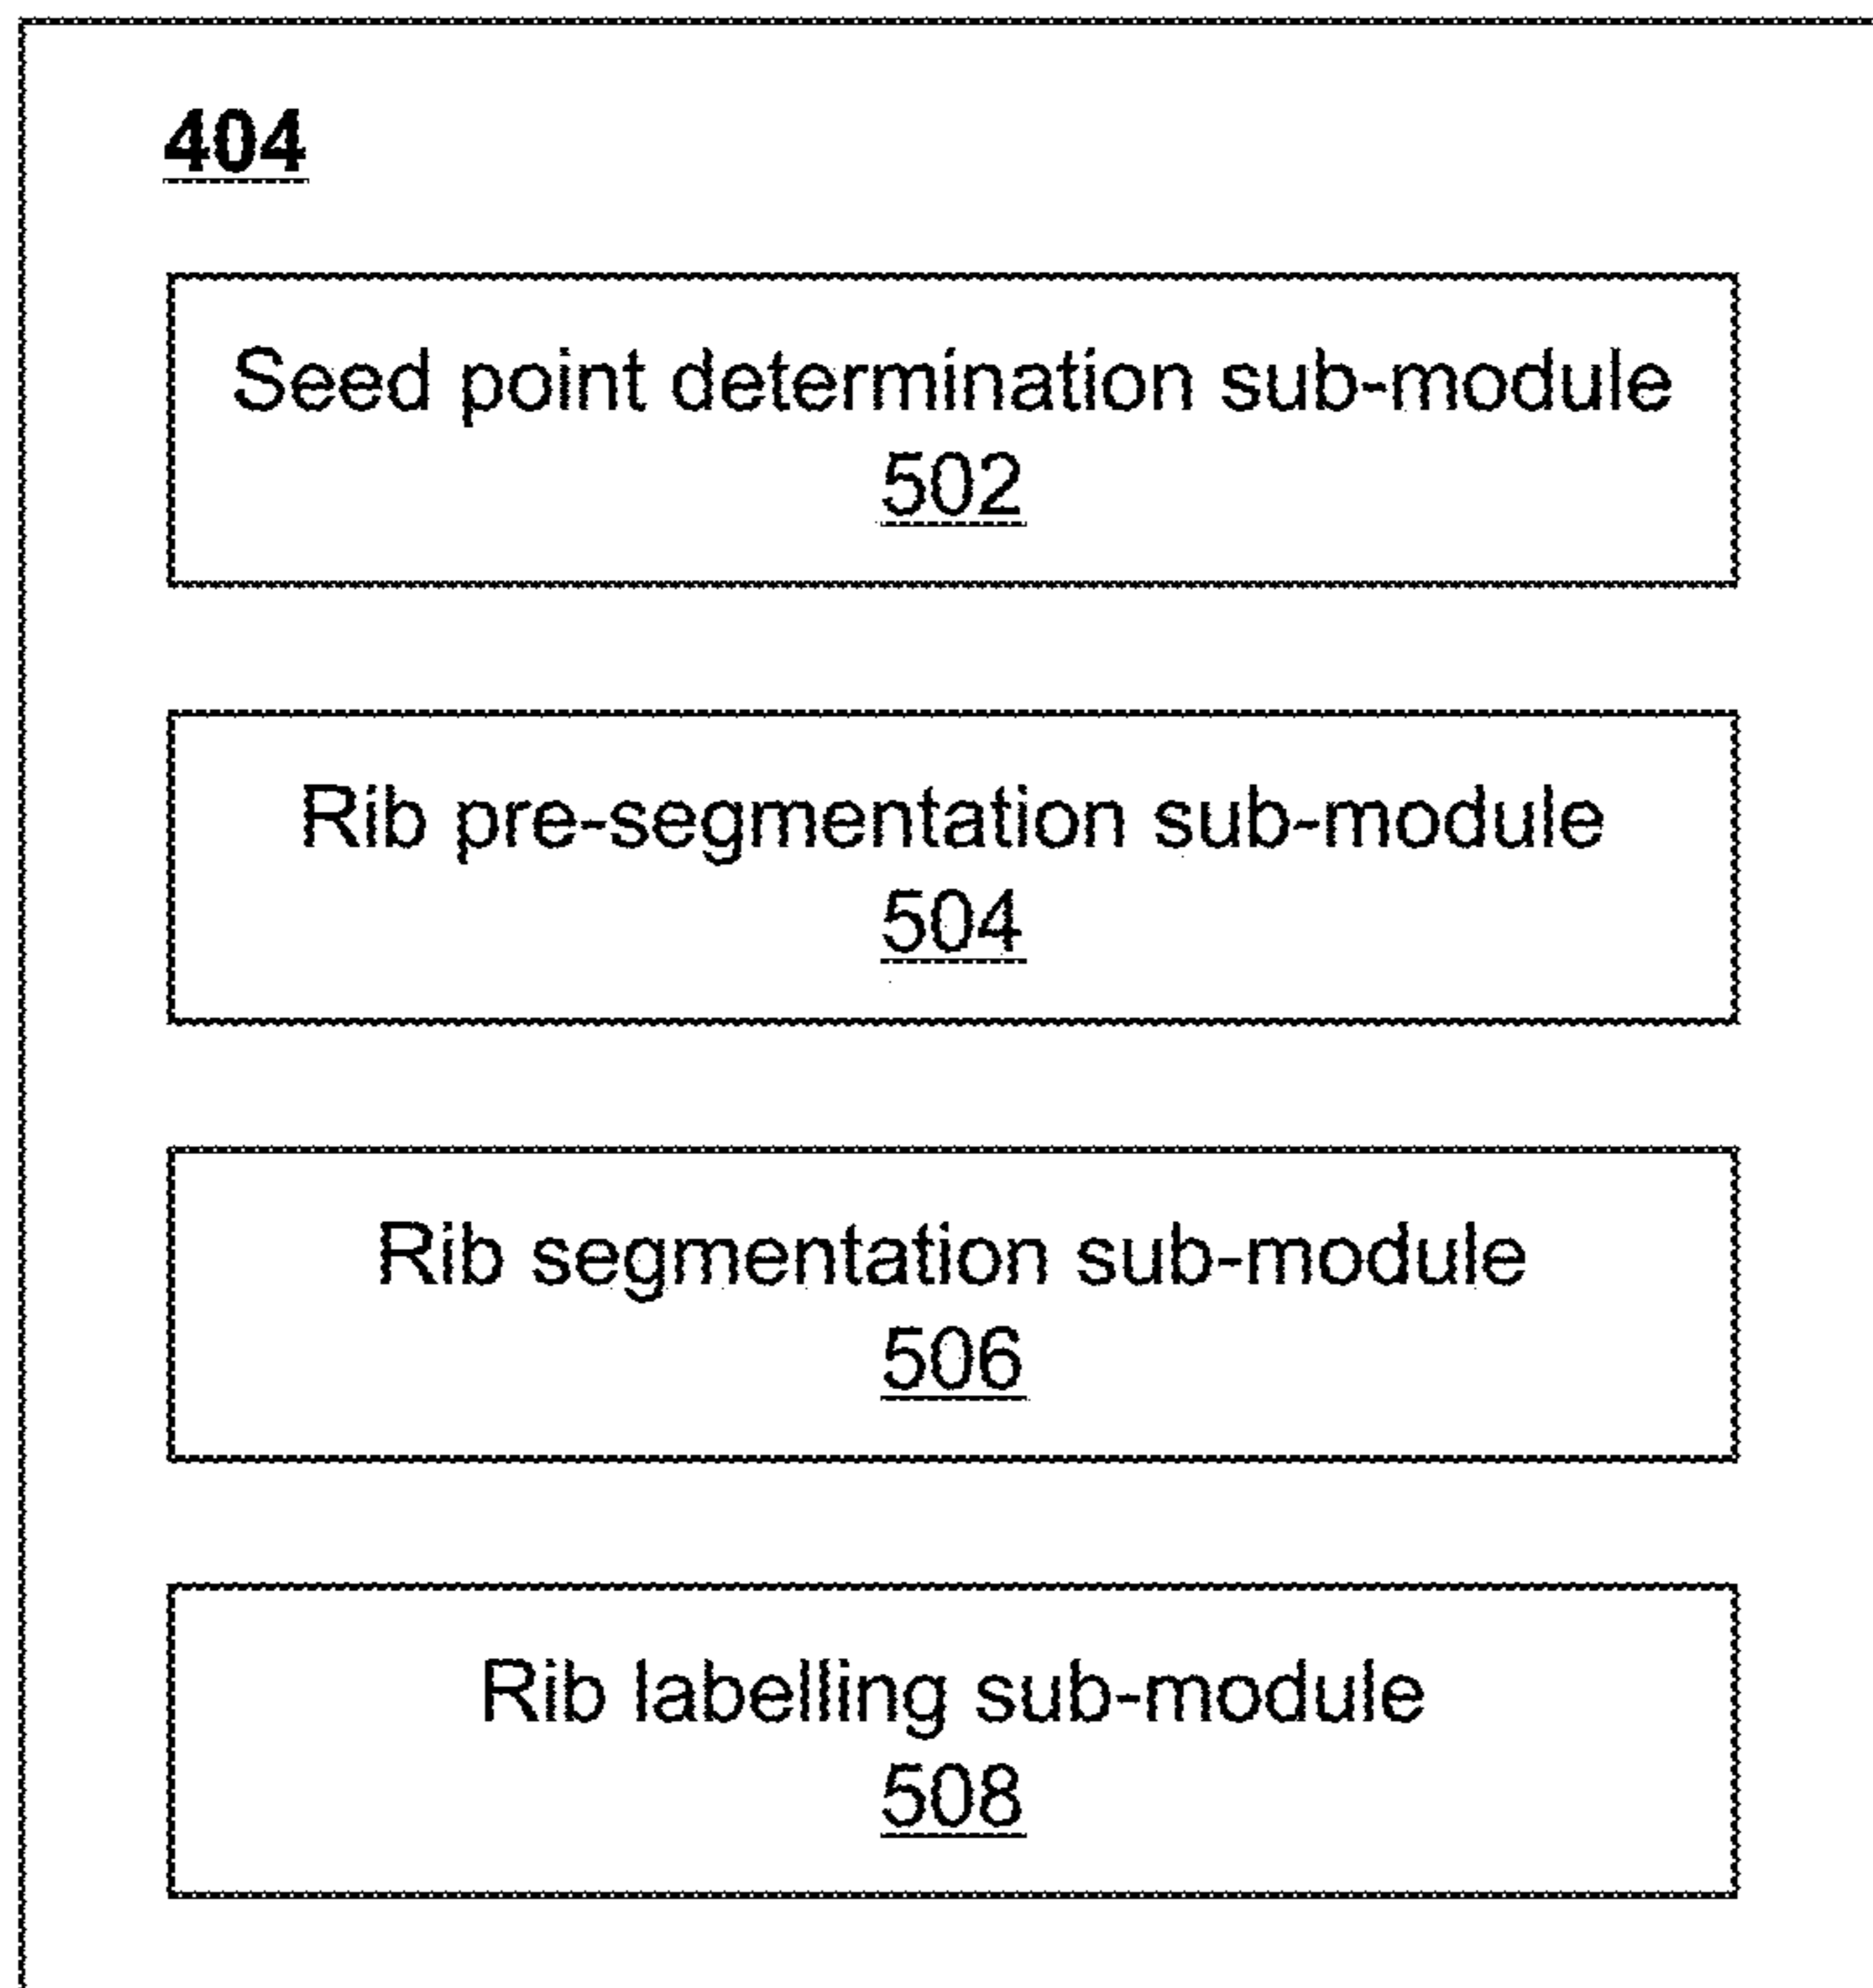 404
Seed point determination sub-module
502
Rib pre-segmentation sub-module
504
Rib segmentation sub-module
506
Rib labelling sub-module
508